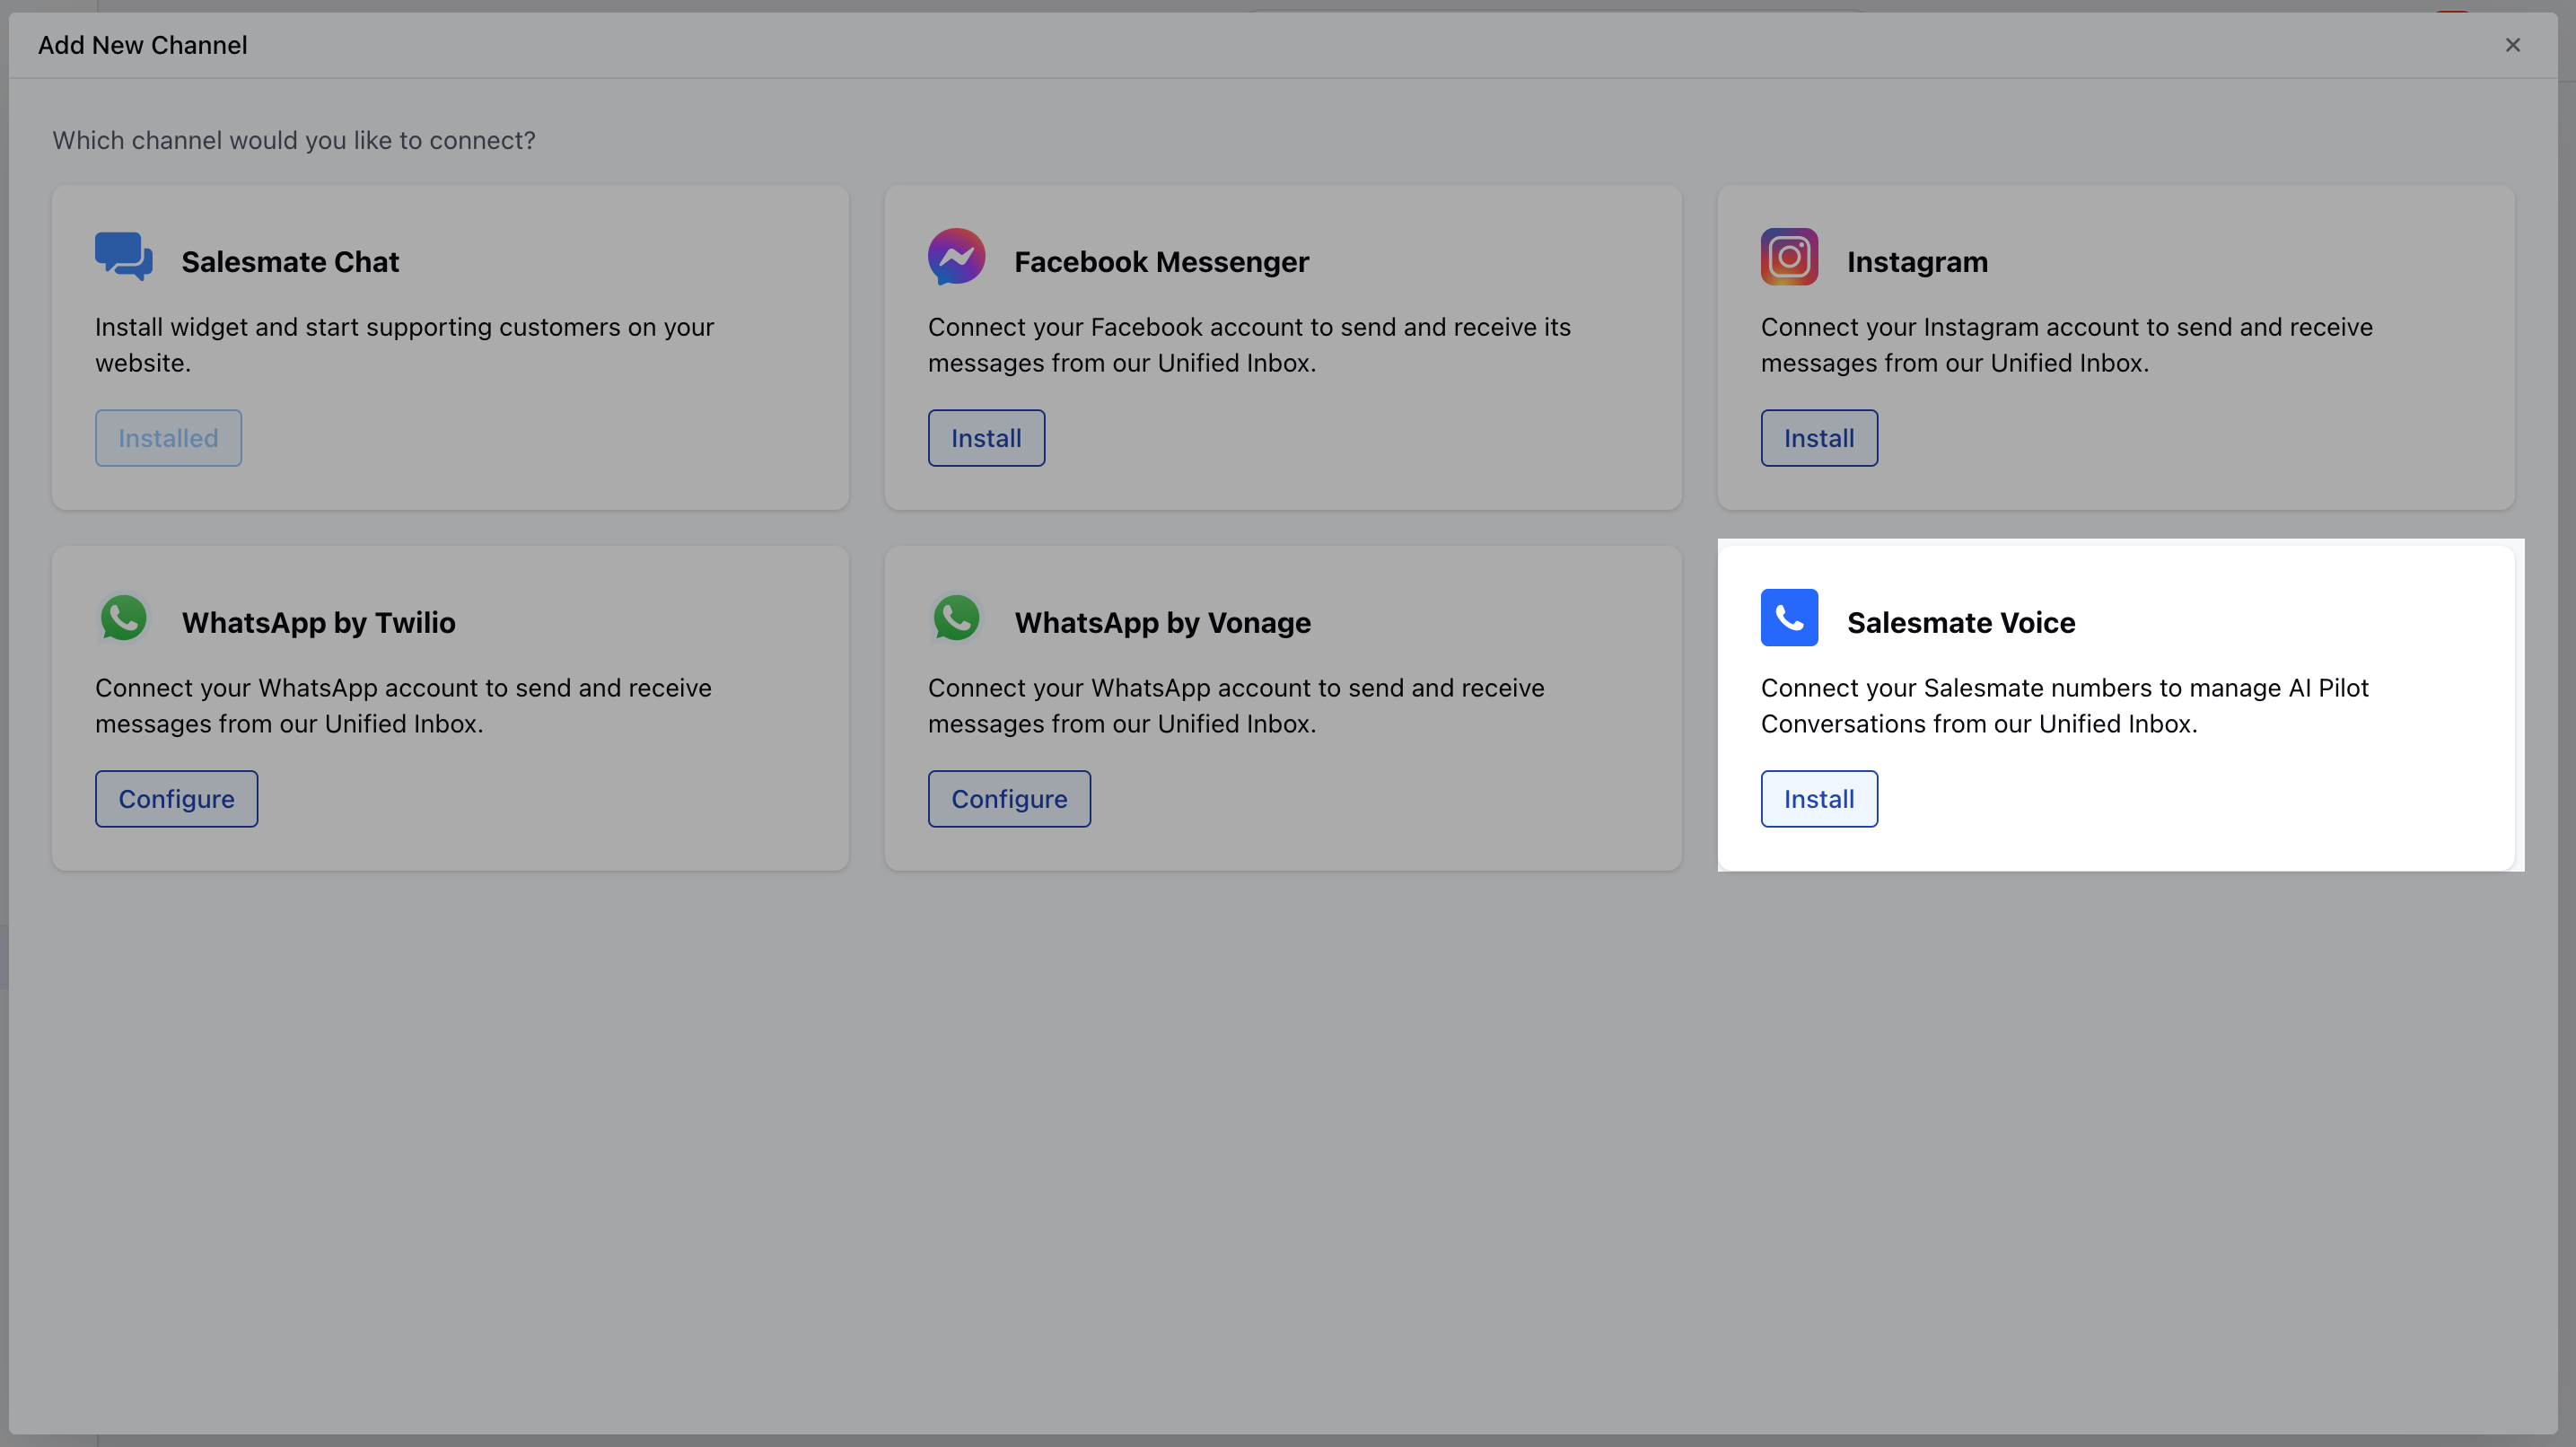 Add New Channel
Which channel would you like to connect?
Salesmate Chat
Install widget and start supporting customers on your
website.
Installed
Facebook Messenger
Connect your Facebook account to send and receive its
messages from our Unified Inbox.
Install
Instagram
Connect your Instagram account to send and receive
messages from our Unified Inbox.
Install
WhatsApp by Twilio
Connect your WhatsApp account to send and receive
messages from our Unified Inbox.
Configure
WhatsApp by Vonage
Connect your WhatsApp account to send and receive
messages from our Unified Inbox.
Configure
Salesmate Voice
Connect your Salesmate numbers to manage AI Pilot
Conversations from our Unified Inbox.
Install